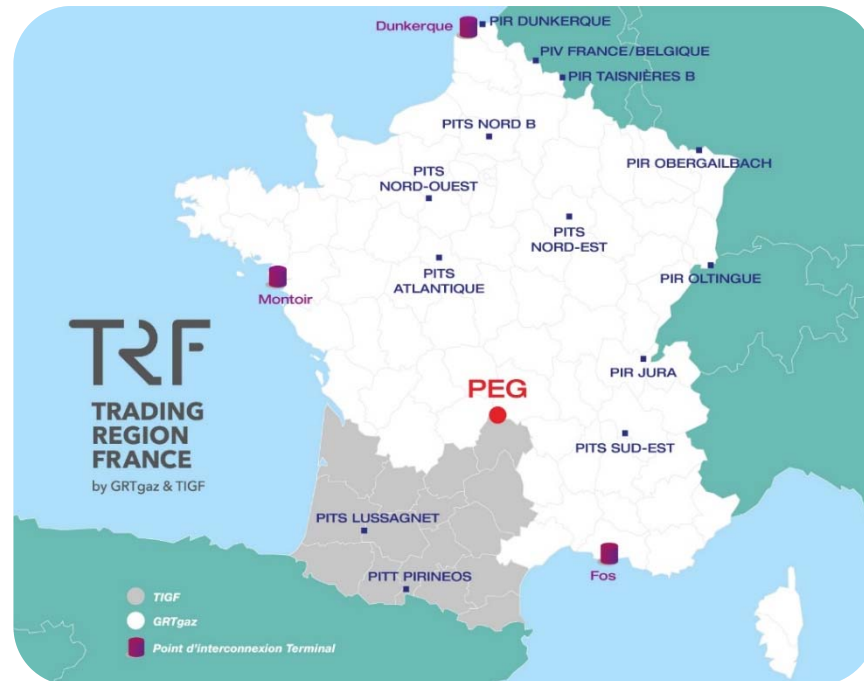 Dunkerque
PIR DUNKERQUE
PIV FRANCE/BELGIQUE
PIR TAISNIÈRES B
PITS NORD B
PIR OBERGAILBACH
PITS
NORD-OUEST
PITS
NORD-EST
PITS
ATLANTIQUE
PIR OLTINGUE
Montoir
TRF
TRADING
REGION
FRANCE
by GRTgaz & TIGF
PIR JURA
PEG
PITS SUD-EST
PITS LUSSAGNET
PITT PIRINEOS
Fos
TIGF
GRTgaz
Point d'interconnexion Terminal